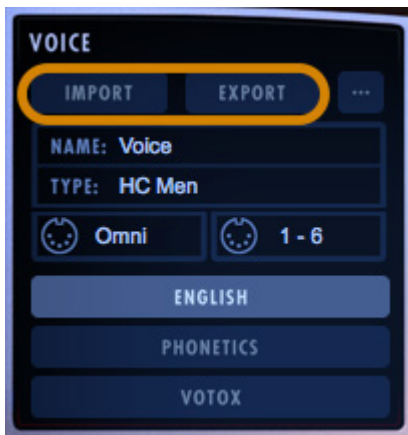 VOICE
IMPORT EXPORT ...
NAME: Voice
TYPE: HC Men
Omni 1 - 6
ENGLISH
PHONETICS
VOTOX